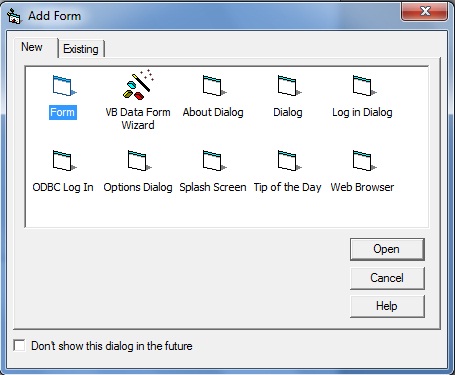 Add Form
New Existing
Form VB Data Form Wizard About Dialog Dialog Log in Dialog
ODBC Log In Options Dialog Splash Screen Tip of the Day Web Browser
Open
Cancel
Help
Don't show this dialog in the future